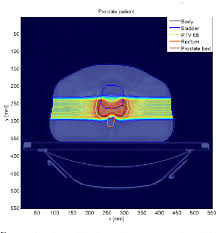 Prostate patient
Body
Bladder
PTV 68
Rectum
Prostate bed
50
100
150
200
250
300
350
400
450
500
550
y [mm]
50 100 150 200 250 300 350 400 450 500 550
x [mm]